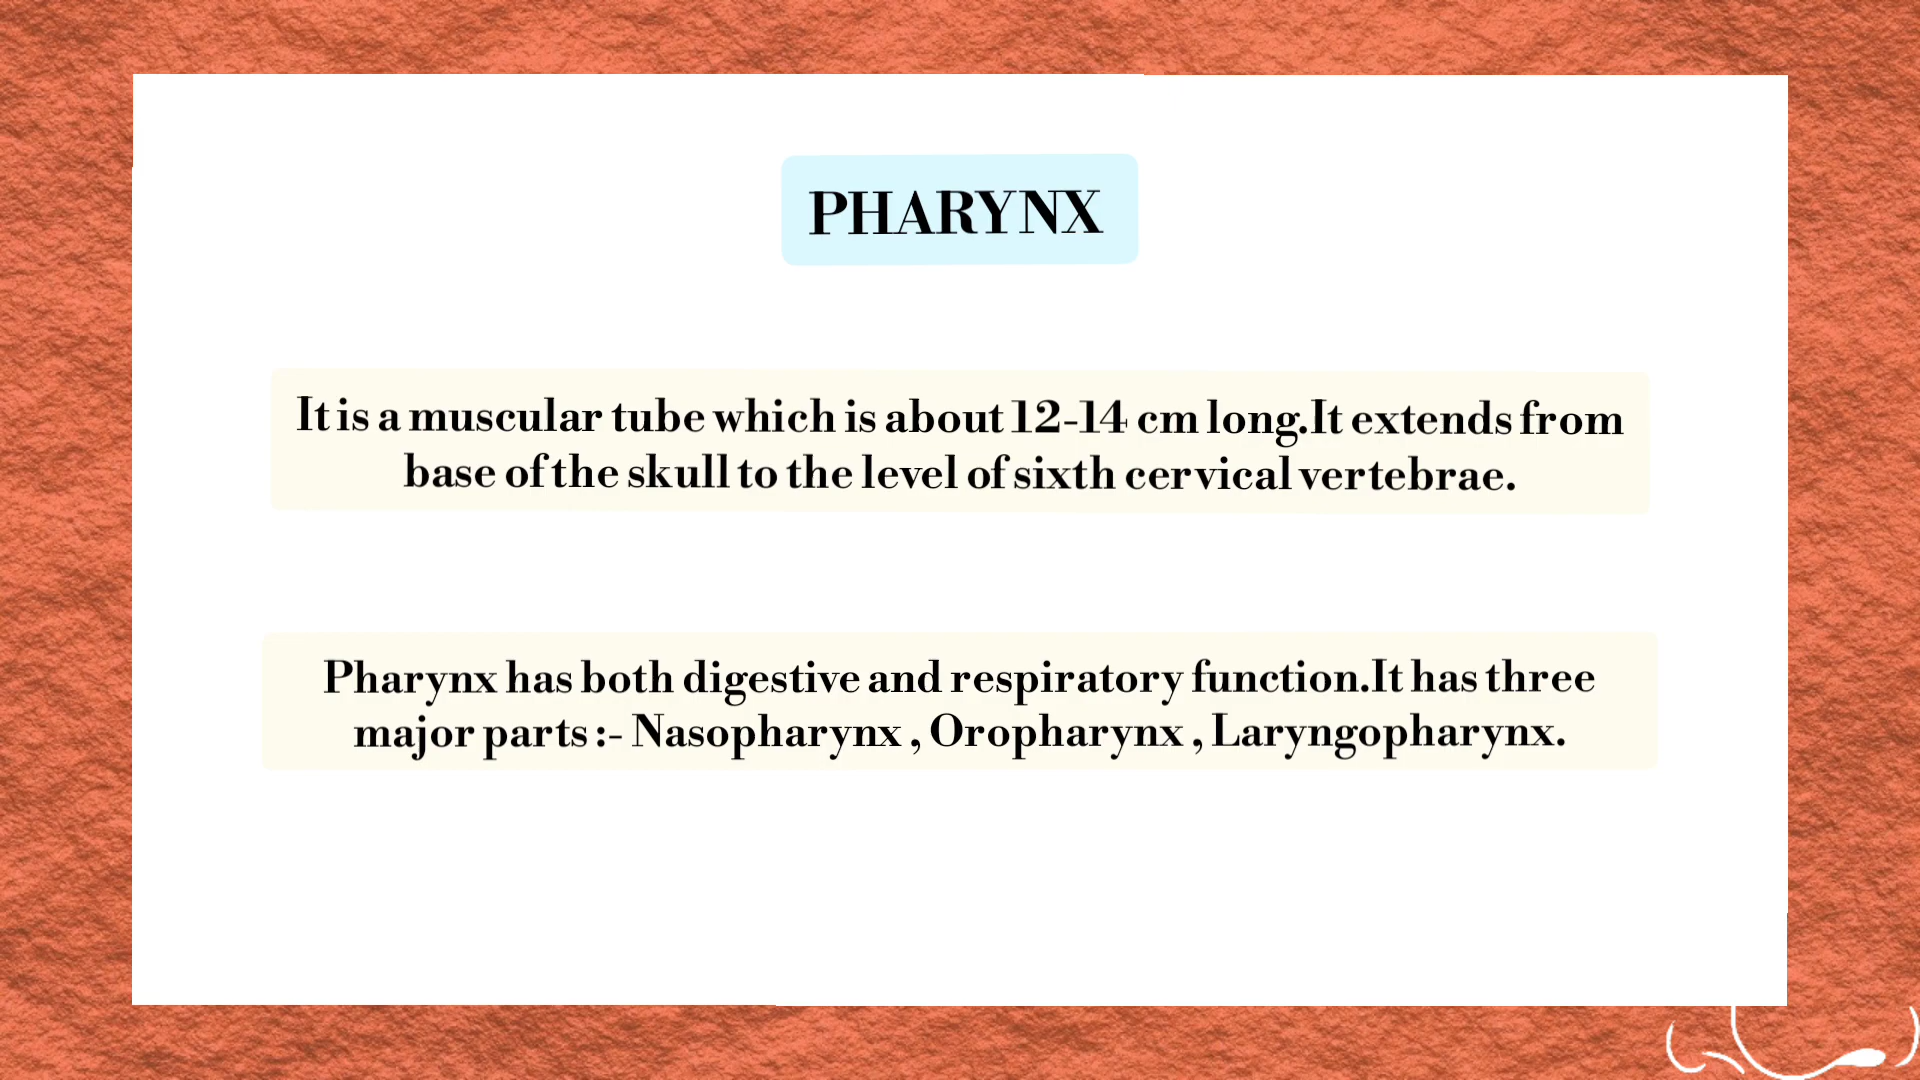 PHARYNX
It is a muscular tube which is about 12-14 cm long.It extends from
base of the skull to the level of sixth cervical vertebrae.
Pharynx has both digestive and respiratory function.It has three
major parts :- Nasopharynx , Oropharynx , Laryngopharynx.